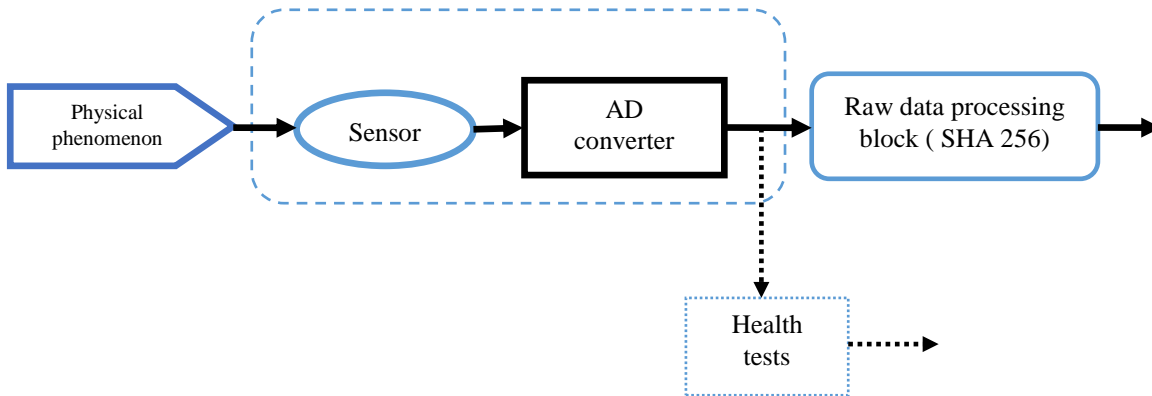 Physical
phenomenon
Sensor
AD
converter
Raw data processing
block ( SHA 256)
Health
tests